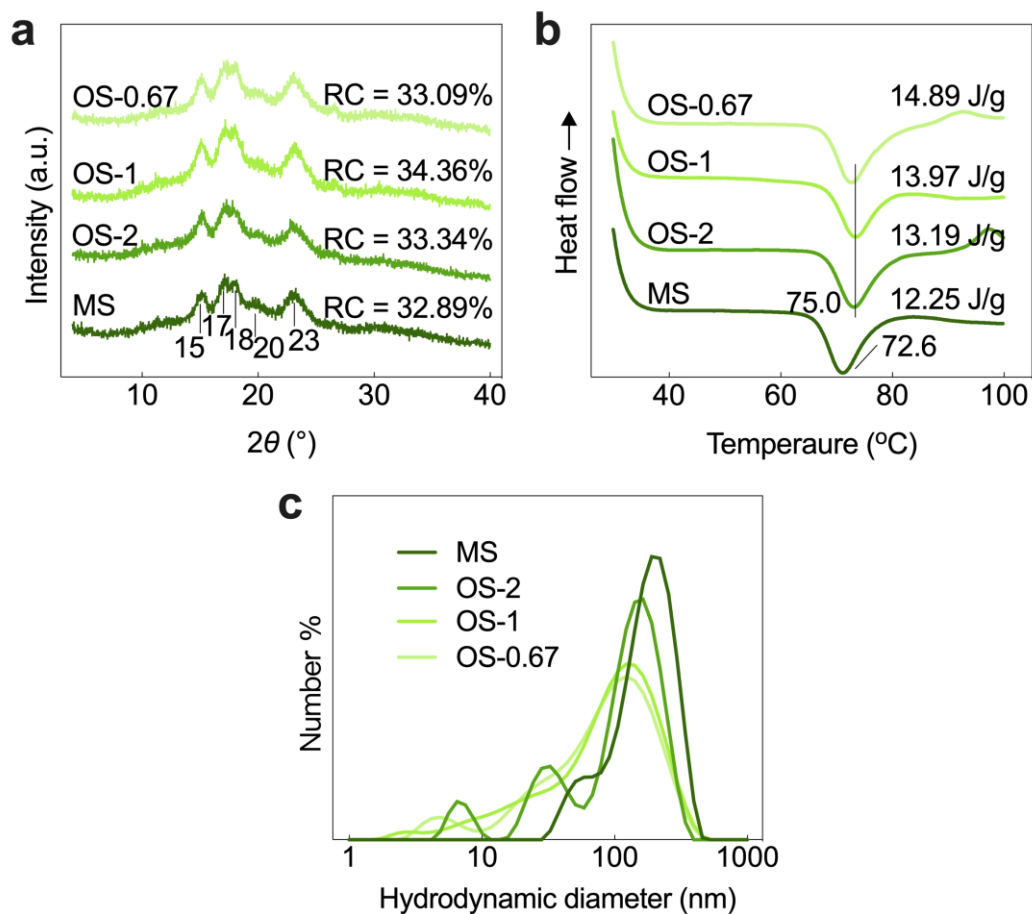 a
OS-0.67
RC = 33.09%
OS-1
RC = 34.36%
OS-2
RC = 33.34%
MS
RC = 32.89%
15
17
18
20
23
Intensity (a.u.)
10
20
30
40
2θ (°)
b
OS-0.67
14.89 J/g
OS-1
13.97 J/g
OS-2
13.19 J/g
MS
75.0
12.25 J/g
72.6
Heat flow
40
60
80
100
Temperaure (°C)
c
MS
OS-2
OS-1
OS-0.67
Number %
1
10
100
1000
Hydrodynamic diameter (nm)